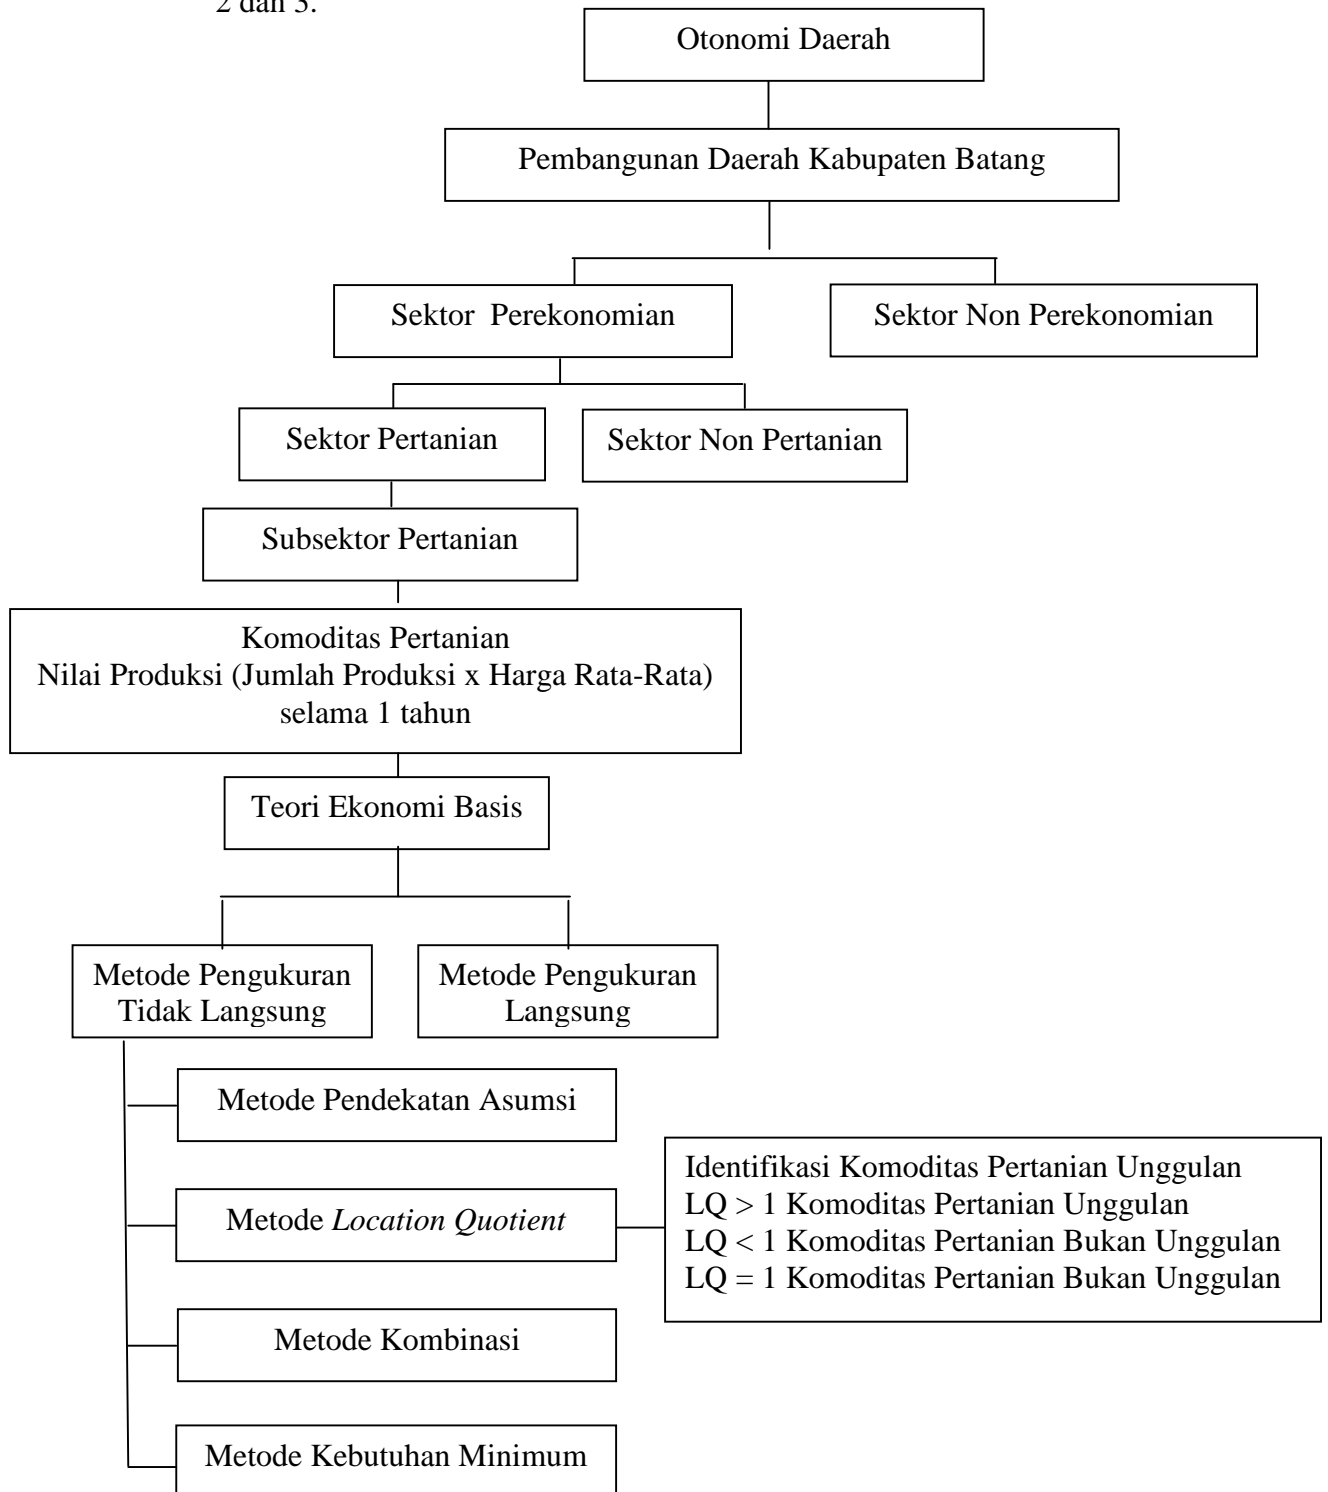 2 dan 3.
Otonomi Daerah
Pembangunan Daerah Kabupaten Batang
Sektor Perekonomian
Sektor Non Perekonomian
Sektor Pertanian
Sektor Non Pertanian
Subsektor Pertanian
Komoditas Pertanian
Nilai Produksi (Jumlah Produksi x Harga Rata-Rata)
selama 1 tahun
Teori Ekonomi Basis
Metode Pengukuran
Tidak Langsung
Metode Pengukuran
Langsung
Metode Pendekatan Asumsi
Metode Location Quotient
Identifikasi Komoditas Pertanian Unggulan
LQ > 1 Komoditas Pertanian Unggulan
LQ < 1 Komoditas Pertanian Bukan Unggulan
LQ = 1 Komoditas Pertanian Bukan Unggulan
Metode Kombinasi
Metode Kebutuhan Minimum